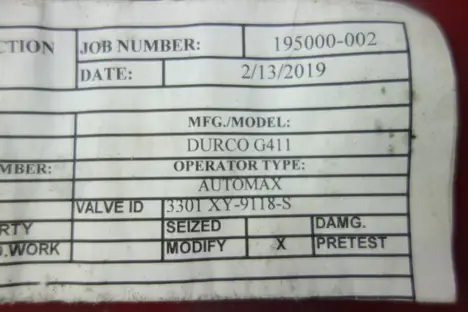 CTION JOB NUMBER: 195000-002
DATE: 2/13/2019
MFG./MODEL:
DURCO G411
MBER: OPERATOR TYPE:
AUTOMAX
VALVE ID 3301 XY-9118-S
RTY SEIZED DAMG.
.WORK MODIFY X PRETEST